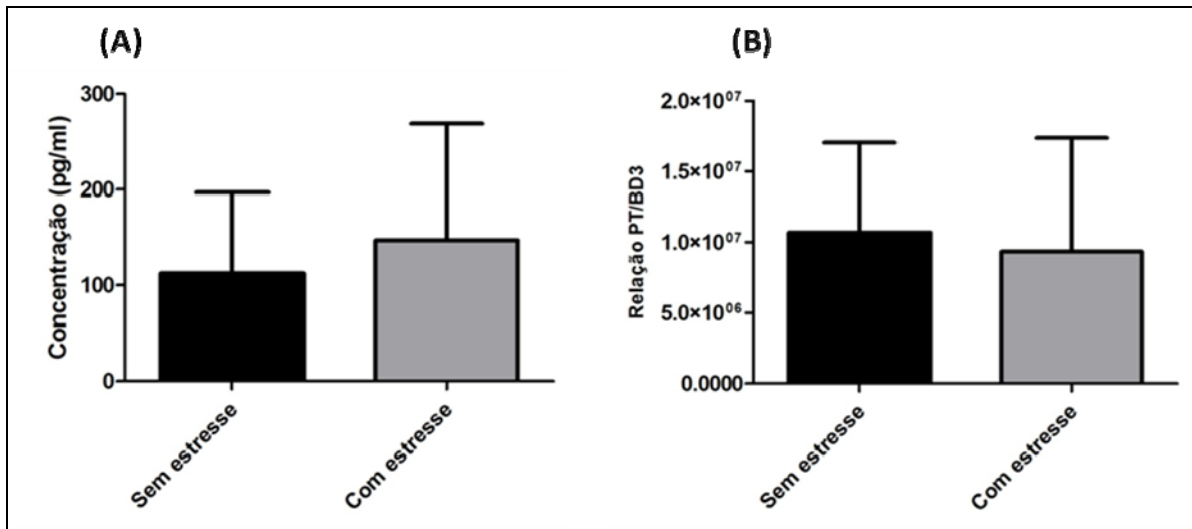 (A)
Concentração (pg/ml)
300
200
100
0
Sem estresse
Com estresse
(B)
Relação PT/BD3
2.0×10⁰⁷
1.5×10⁰⁷
1.0×10⁰⁷
5.0×10⁰⁶
0.0000
Sem estresse
Com estresse